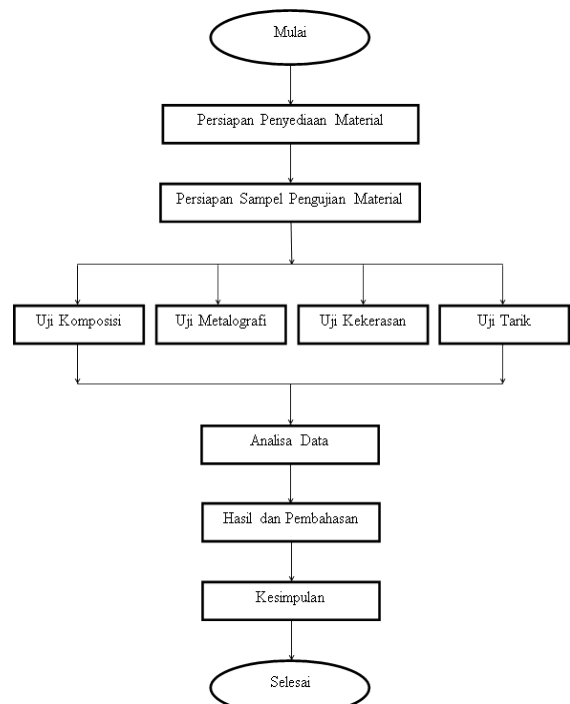 Mulai
Persiapan Penyediaan Material
Persiapan Sampel Pengujian Material
Uji Komposisi
Uji Metalografi
Uji Kekerasan
Uji Tarik
Analisa Data
Hasil dan Pembahasan
Kesimpulan
Selesai